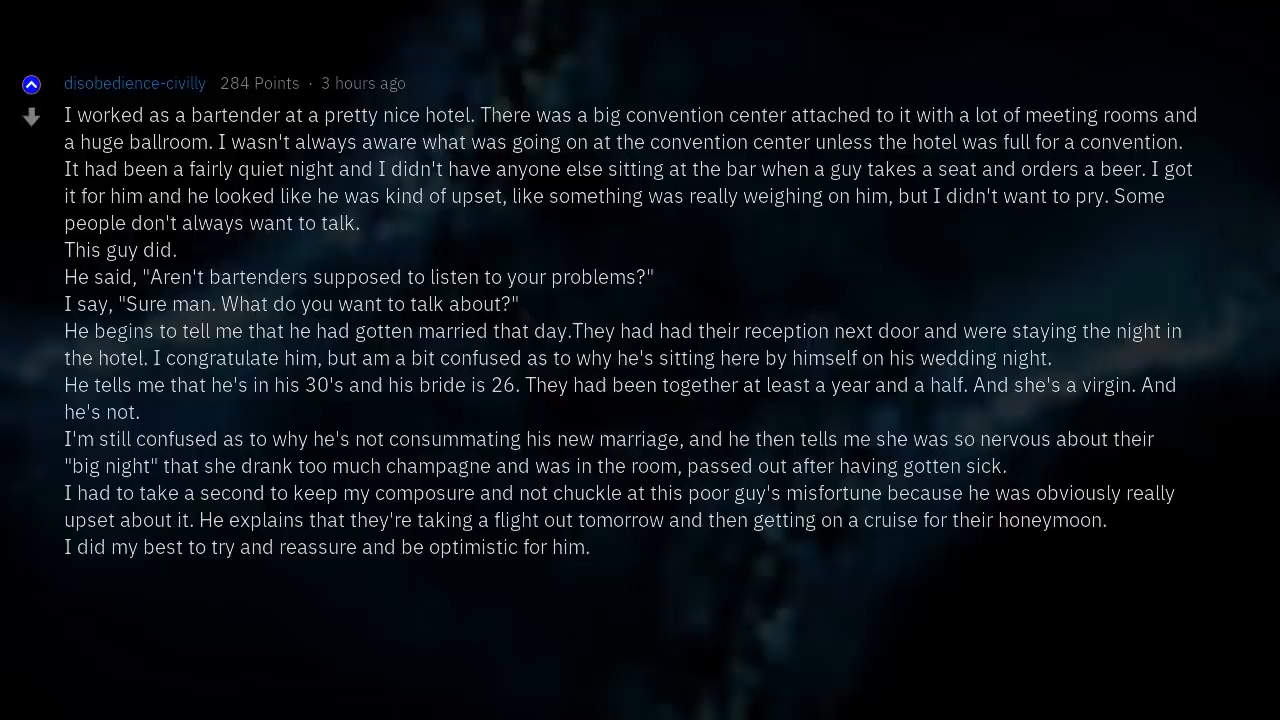 disobedience-civilly 284 Points · 3 hours ago
I worked as a bartender at a pretty nice hotel. There was a big convention center attached to it with a lot of meeting rooms and
a huge ballroom. I wasn't always aware what was going on at the convention center unless the hotel was full for a convention.
It had been a fairly quiet night and I didn't have anyone else sitting at the bar when a guy takes a seat and orders a beer. I got
it for him and he looked like he was kind of upset, like something was really weighing on him, but I didn't want to pry. Some
people don't always want to talk.
This guy did.
He said, "Aren't bartenders supposed to listen to your problems?"
I say, "Sure man. What do you want to talk about?"
He begins to tell me that he had gotten married that day.They had had their reception next door and were staying the night in
the hotel. I congratulate him, but am a bit confused as to why he's sitting here by himself on his wedding night.
He tells me that he's in his 30's and his bride is 26. They had been together at least a year and a half. And she's a virgin. And
he's not.
I'm still confused as to why he's not consummating his new marriage, and he then tells me she was so nervous about their
"big night" that she drank too much champagne and was in the room, passed out after having gotten sick.
I had to take a second to keep my composure and not chuckle at this poor guy's misfortune because he was obviously really
upset about it. He explains that they're taking a flight out tomorrow and then getting on a cruise for their honeymoon.
I did my best to try and reassure and be optimistic for him.